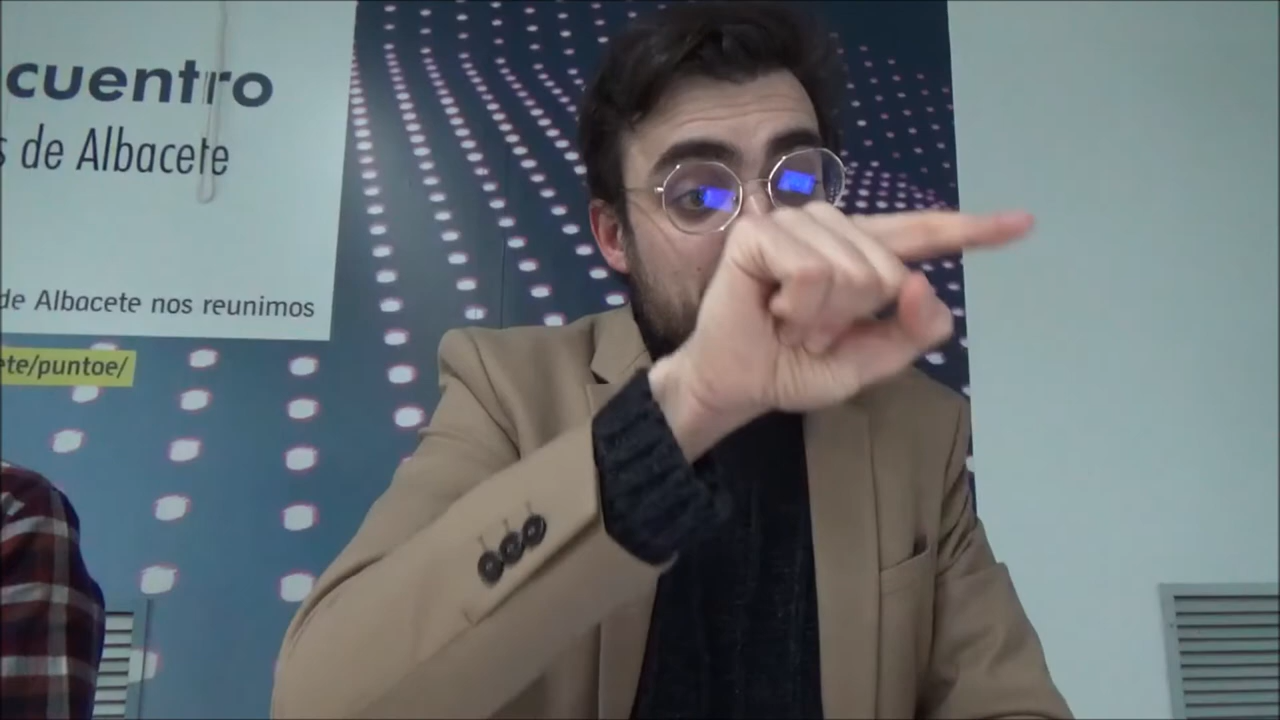 cuentro
s de Albacete
de Albacete nos reunimos
ete/puntoe/